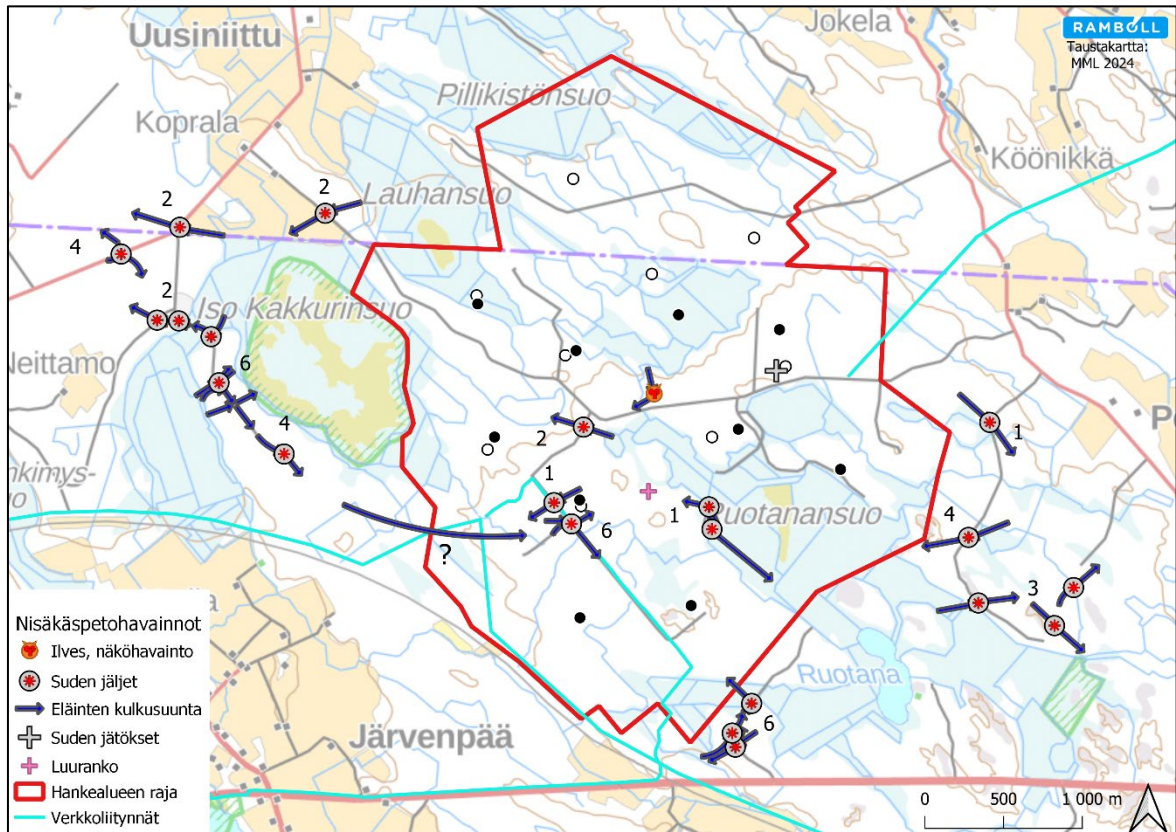 Uusiniittu
Jokela
RAMBOLL
Taustakartta:
MML 2024
Pillikistönsuo
Koprala
Köönikkä
Lauhansuo
2
2
4
2
Iso Kakkurinsuo
Neittamo
6
4
2
1
P
1
6
1
Ruotanansuo
4
?
3
Nisäkäspetohavainnot
Ilves, näköhavainto
Suden jäljet
Eläinten kulkusuunta
Suden jätökset
Luuranko
Hankealueen raja
Verkkoliitynnät
Ruotana
6
Järvenpää
0 500 1 000 m